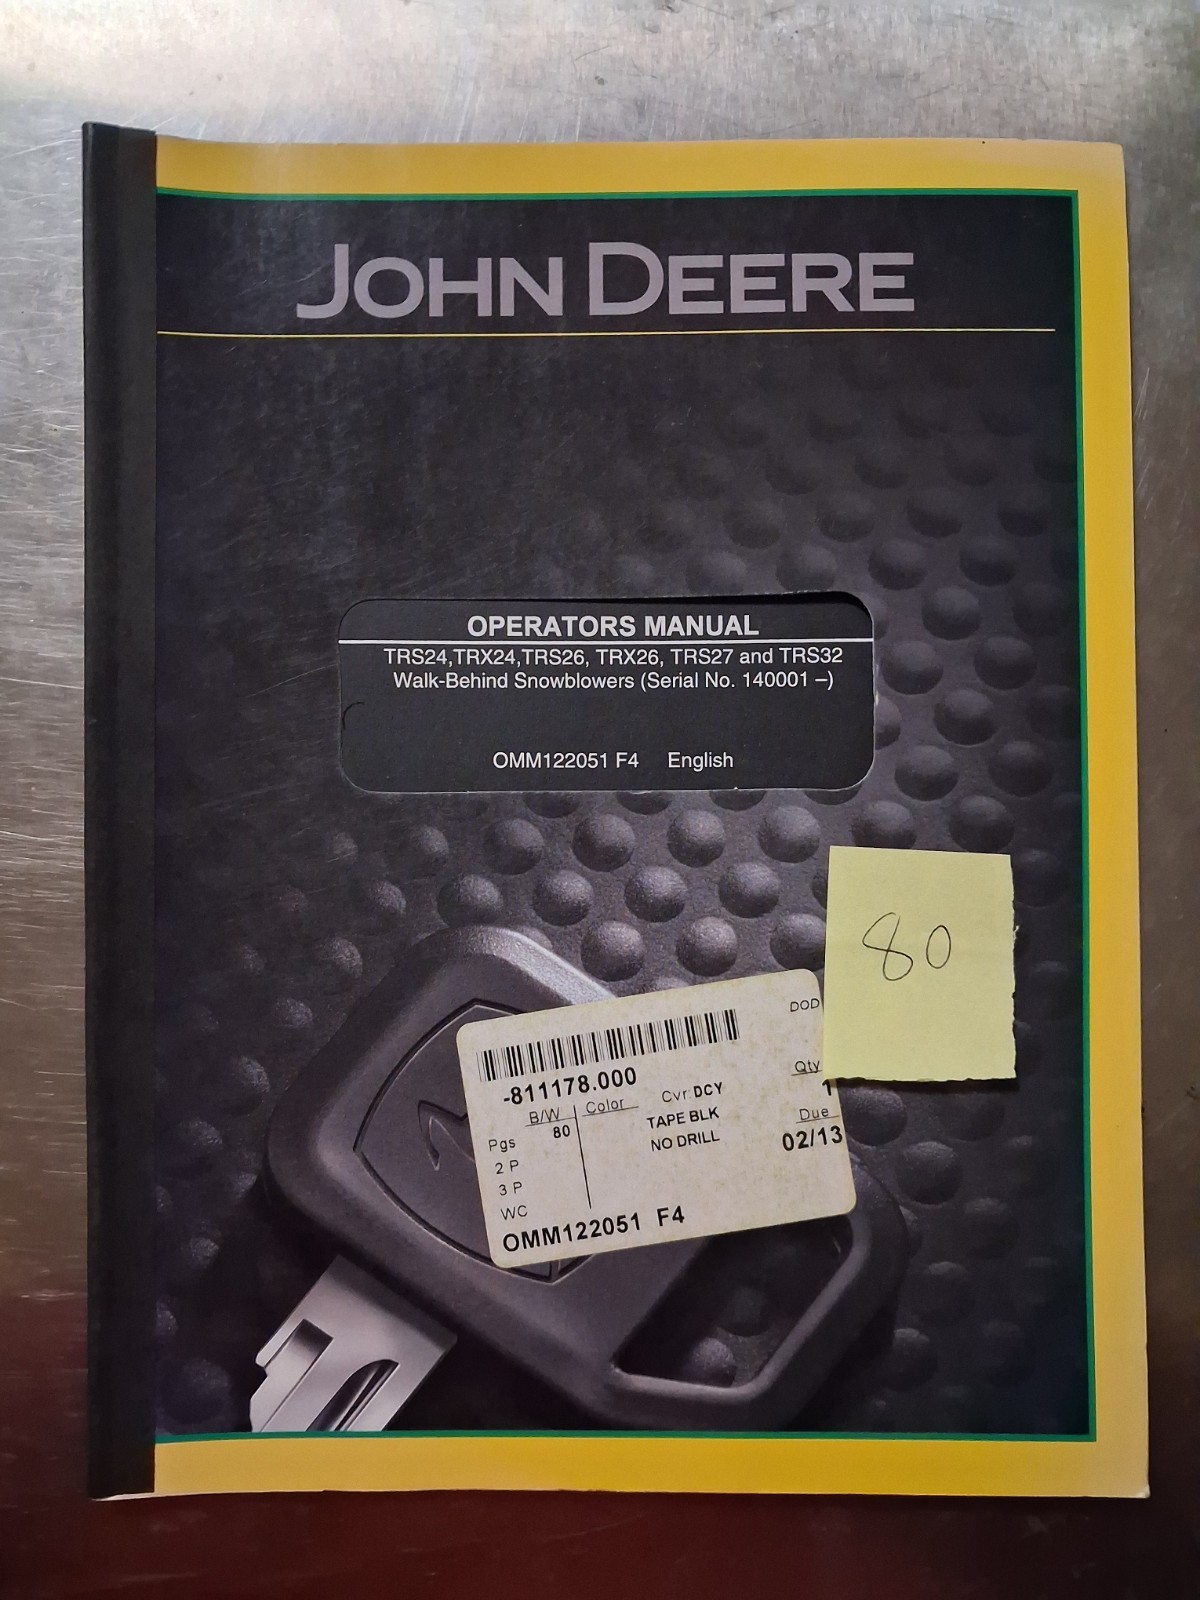 JOHN DEERE
OPERATORS MANUAL
TRS24,TRX24,TRS26, TRX26, TRS27 and TRS32
Walk-Behind Snowblowers (Serial No. 140001 –)
OMM122051 F4 English
80
DOD
-811178.000
Qty
B/W Color Cvr: DCY 1
Pgs 80 TAPE BLK Due
2 P NO DRILL 02/13
3 P
WC
OMM122051 F4